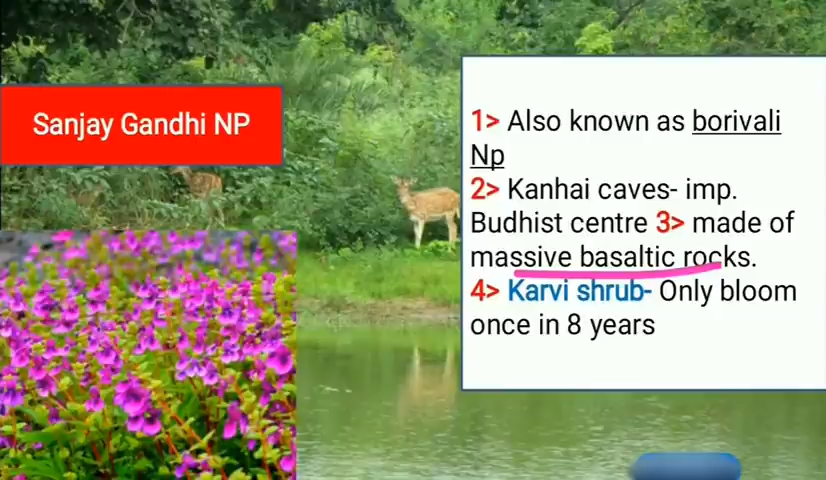 Sanjay Gandhi NP
1> Also known as borivali
Np
2> Kanhai caves- imp.
Budhist centre 3> made of
massive basaltic rocks.
4> Karvi shrub- Only bloom
once in 8 years